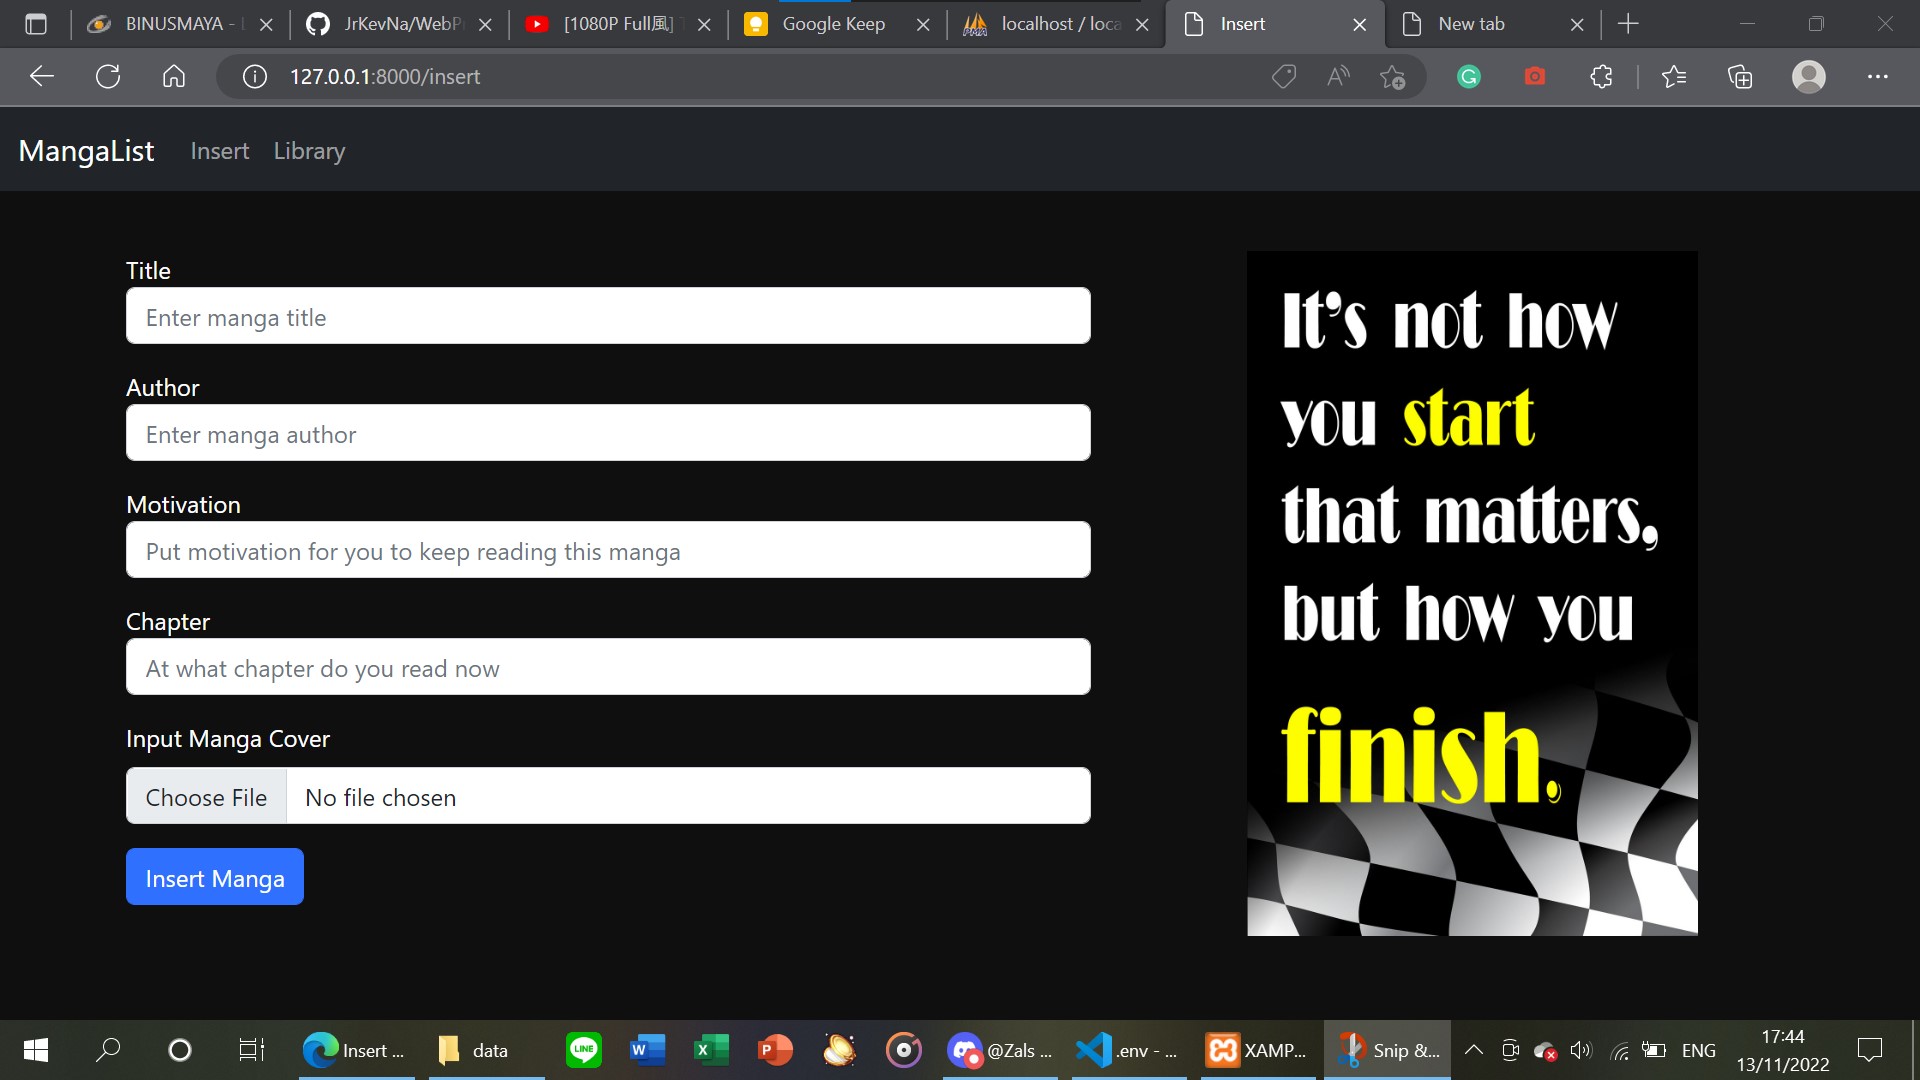 BINUSMAYA -
JrKevNa/WebP
[1080P Full風]
Google Keep
localhost / loca
Insert
New tab
127.0.0.1:8000/insert
MangaList
Insert
Library
Title
Enter manga title
Author
Enter manga author
Motivation
Put motivation for you to keep reading this manga
Chapter
At what chapter do you read now
Input Manga Cover
Choose File
No file chosen
Insert Manga
It's not how
you start
that matters,
but how you
finish.
Insert ...
data
@Zals ...
.env - ...
XAMP...
Snip &...
ENG
17:44
13/11/2022